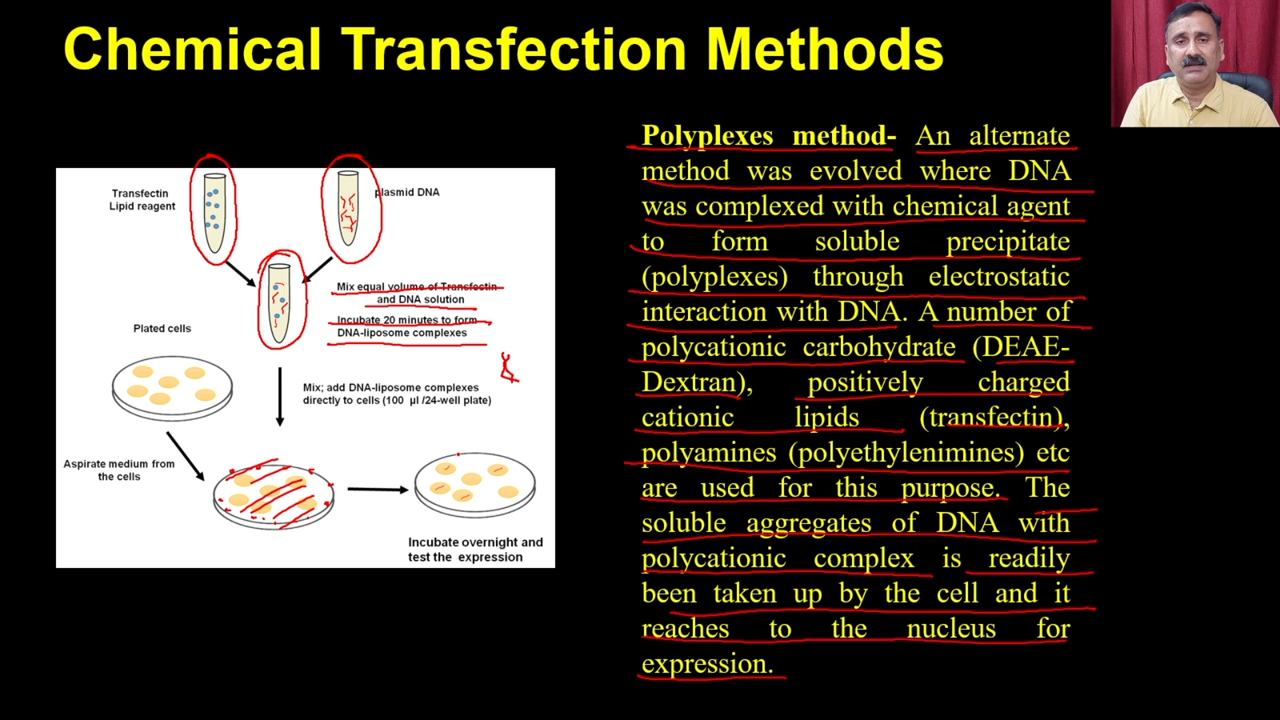 Chemical Transfection Methods
Transfectin
Lipid reagent
plasmid DNA
Mix equal volume of Transfectin
and DNA solution
Incubate 20 minutes to form
DNA-liposome complexes
Plated cells
Mix; add DNA-liposome complexes
directly to cells (100 µl /24-well plate)
Aspirate medium from
the cells
Incubate overnight and
test the expression
Polyplexes method- An alternate
method was evolved where DNA
was complexed with chemical agent
to form soluble precipitate
(polyplexes) through electrostatic
interaction with DNA. A number of
polycationic carbohydrate (DEAE-
Dextran), positively charged
cationic lipids (transfectin),
polyamines (polyethylenimines) etc
are used for this purpose. The
soluble aggregates of DNA with
polycationic complex is readily
been taken up by the cell and it
reaches to the nucleus for
expression.